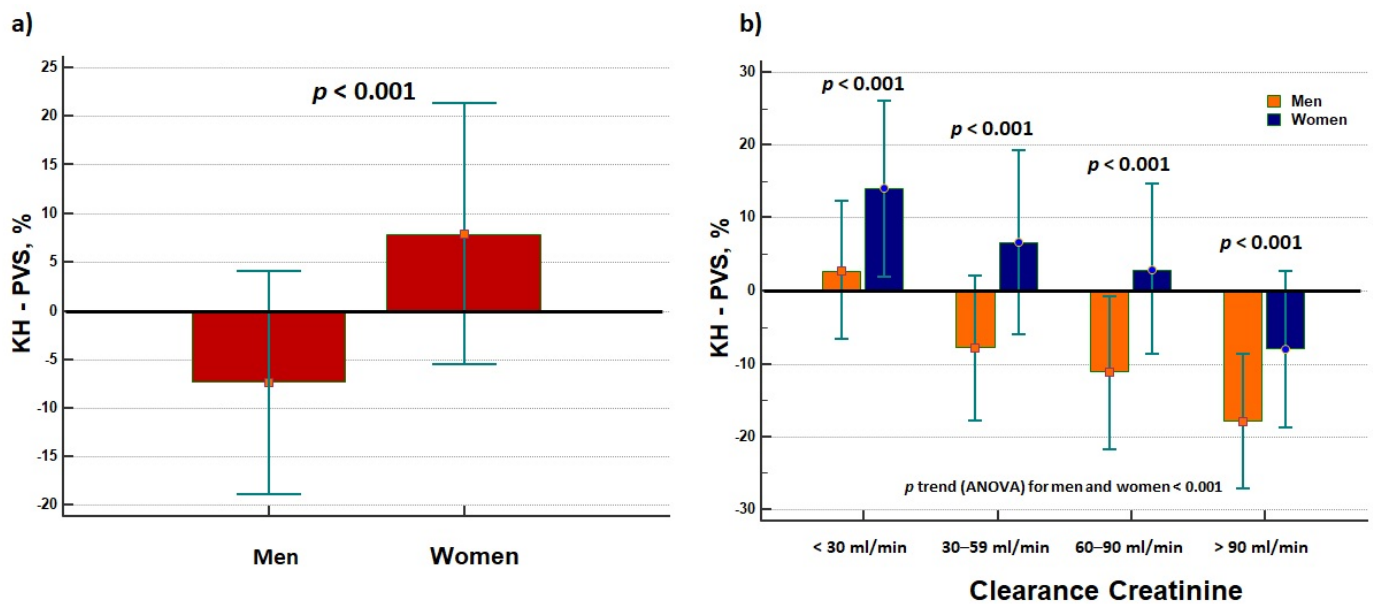 a)
KH - PVS, %
25
20
15
10
5
0
-5
-10
-15
-20
p < 0.001
Men
Women
b)
KH - PVS, %
30
20
10
0
-10
-20
-30
p < 0.001
p < 0.001
p < 0.001
p < 0.001
Men
Women
p trend (ANOVA) for men and women < 0.001
< 30 ml/min
30–59 ml/min
60–90 ml/min
> 90 ml/min
Clearance Creatinine